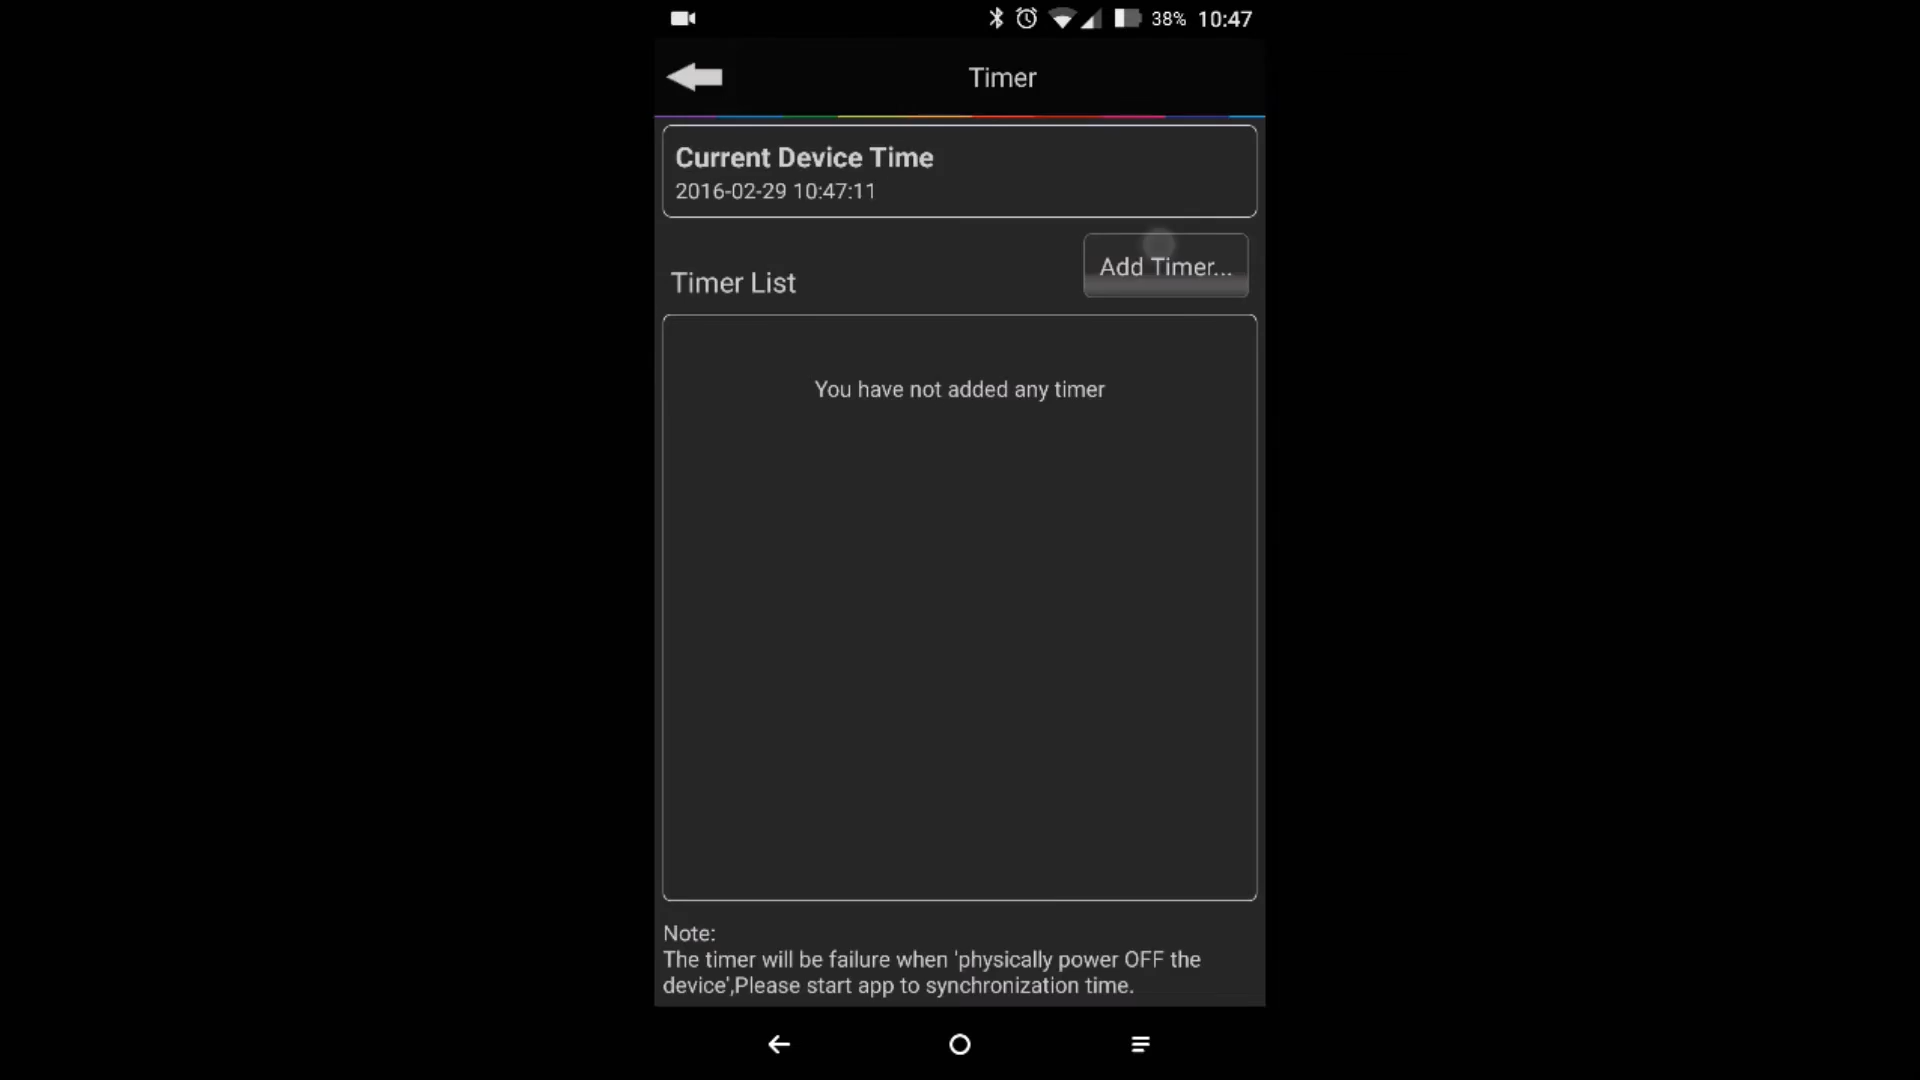 38% 10:47
Timer
Current Device Time
2016-02-29 10:47:11
Add Timer...
Timer List
You have not added any timer
Note:
The timer will be failure when 'physically power OFF the
device',Please start app to synchronization time.